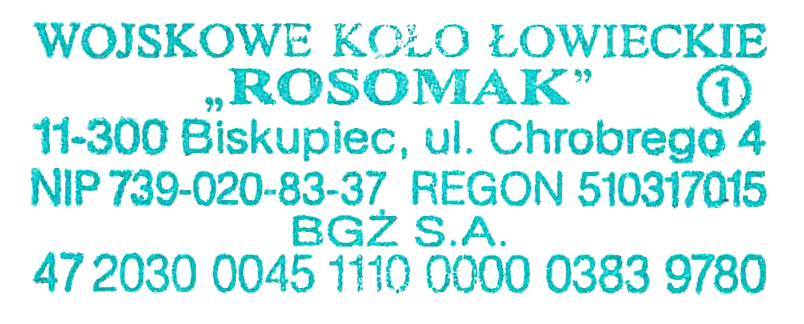 WOJSKOWE KOŁO ŁOWIECKIE
„ROSOMAK” 1
11-300 Biskupiec, ul. Chrobrego 4
NIP 739-020-83-37 REGON 510317015
BGŻ S.A.
47 2030 0045 1110 0000 0383 9780